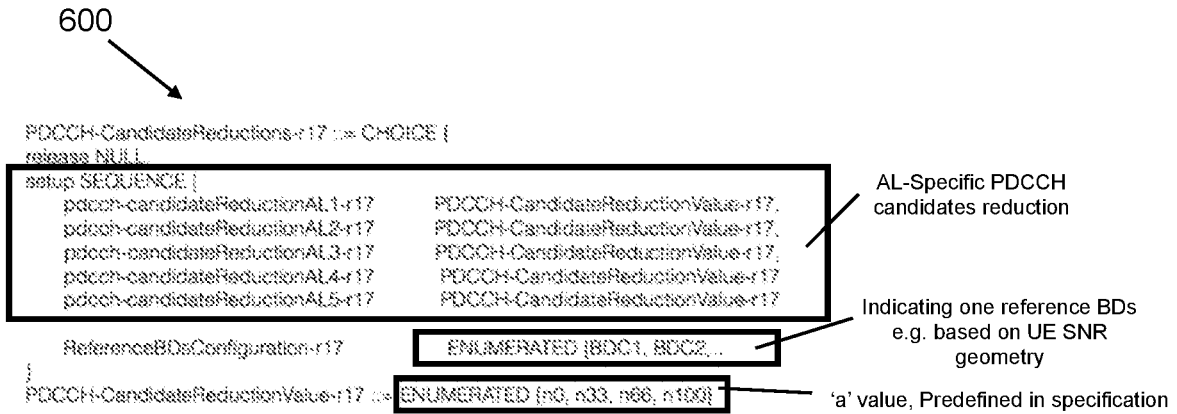 600
PDCCH-CandidateReductions-r17 ::= CHOICE {
release NULL,
setup SEQUENCE {
pdcch-candidateReductionAL1-r17 PDCCH-CandidateReductionValue-r17,
pdcch-candidateReductionAL2-r17 PDCCH-CandidateReductionValue-r17,
pdcch-candidateReductionAL3-r17 PDCCH-CandidateReductionValue-r17,
pdcch-candidateReductionAL4-r17 PDCCH-CandidateReductionValue-r17
pdcch-candidateReductionAL5-r17 PDCCH-CandidateReductionValue-r17
AL-Specific PDCCH
candidates reduction
ReferenceBDsConfiguration-r17 ENUMERATED {BDC1, BDC2,..
Indicating one reference BDs
e.g. based on UE SNR
geometry
}
PDCCH-CandidateReductionValue-r17 ::= ENUMERATED {n0, n33, n66, n100}
‘a’ value, Predefined in specification